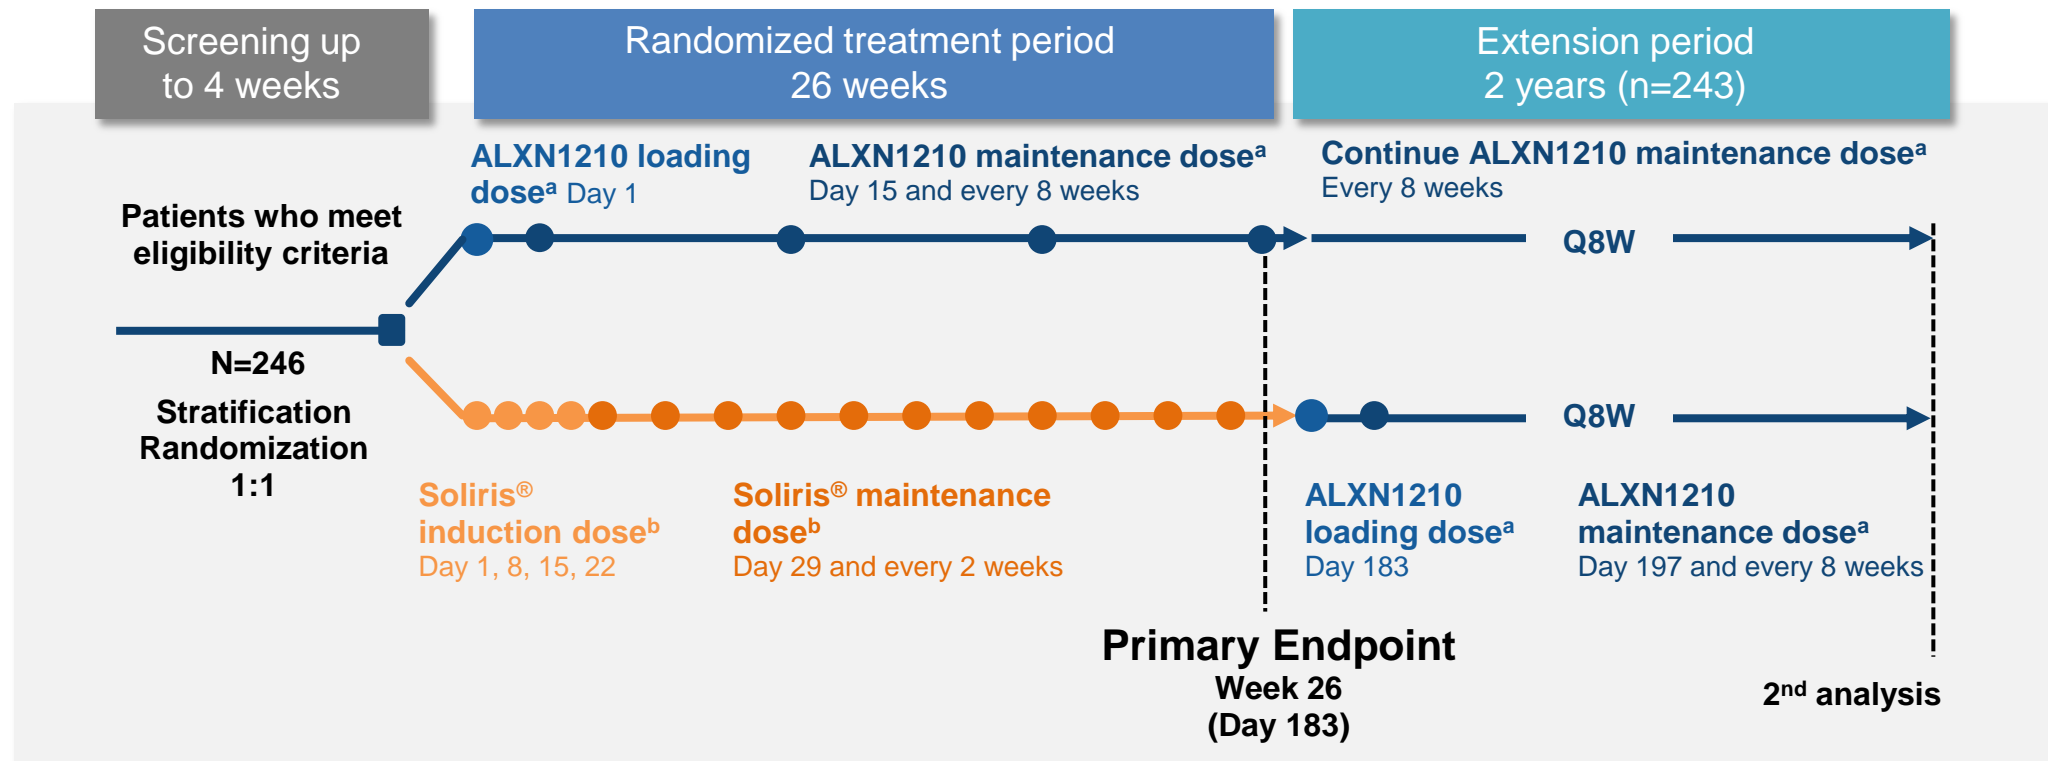 Screening up
to 4 weeks
Randomized treatment period
26 weeks
Extension period
2 years (n=243)
ALXN1210 loading
doseᵃ Day 1
ALXN1210 maintenance doseᵃ
Day 15 and every 8 weeks
Continue ALXN1210 maintenance doseᵃ
Every 8 weeks
Patients who meet
eligibility criteria
Q8W
N=246
Stratification
Randomization
1:1
Q8W
Soliris®
induction doseᵇ
Day 1, 8, 15, 22
Soliris® maintenance
doseᵇ
Day 29 and every 2 weeks
ALXN1210
loading doseᵃ
Day 183
ALXN1210
maintenance doseᵃ
Day 197 and every 8 weeks
Primary Endpoint
Week 26
(Day 183)
2ⁿᵈ analysis